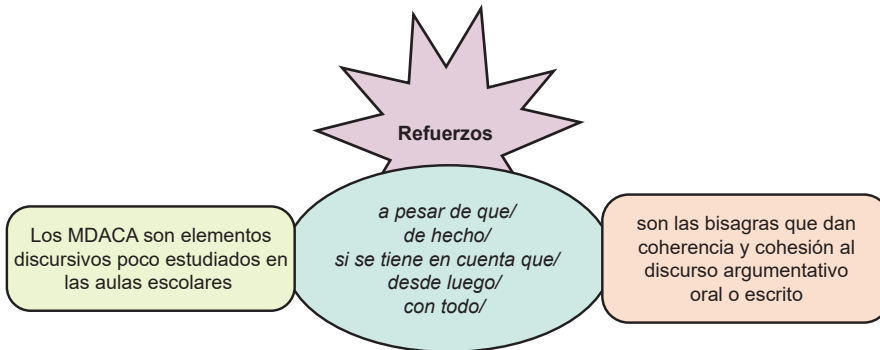 Refuerzos
Los MDACA son elementos
discursivos poco estudiados en
las aulas escolares
a pesar de que/
de hecho/
si se tiene en cuenta que/
desde luego/
con todo/
son las bisagras que dan
coherencia y cohesión al
discurso argumentativo
oral o escrito